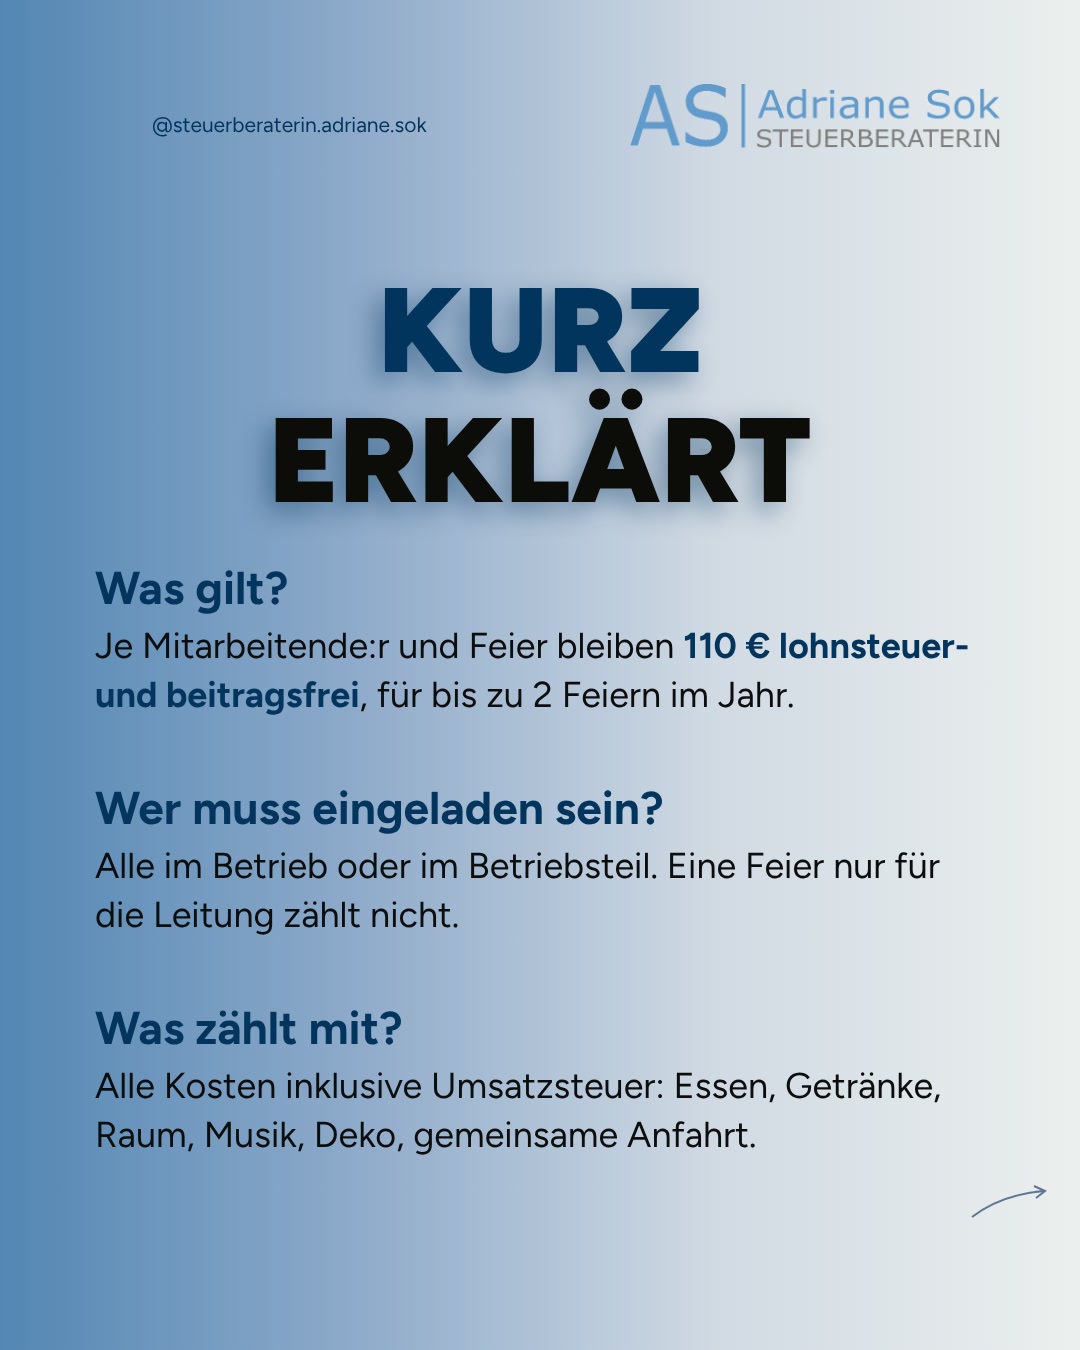 @steuerberaterin.adriane.sok
AS Adriane Sok
STEUERBERATERIN
KURZ
ERKLÄRT
Was gilt?
Je Mitarbeitende:r und Feier bleiben 110 € lohnsteuer-
und beitragsfrei, für bis zu 2 Feiern im Jahr.
Wer muss eingeladen sein?
Alle im Betrieb oder im Betriebsteil. Eine Feier nur für
die Leitung zählt nicht.
Was zählt mit?
Alle Kosten inklusive Umsatzsteuer: Essen, Getränke,
Raum, Musik, Deko, gemeinsame Anfahrt.